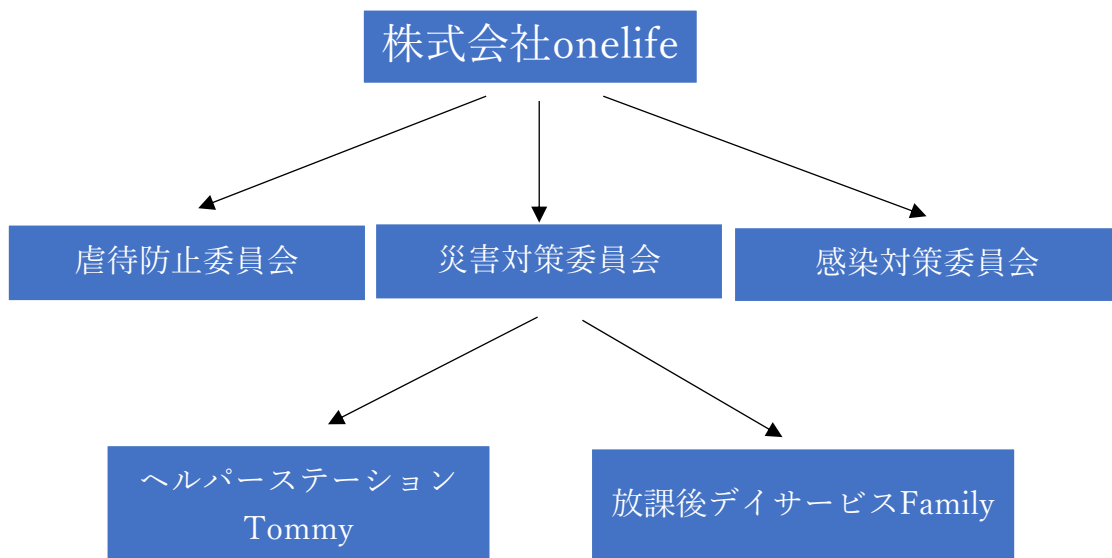 株式会社onelife
虐待防止委員会
災害対策委員会
感染対策委員会
ヘルパーステーション
Tommy
放課後デイサービスFamily